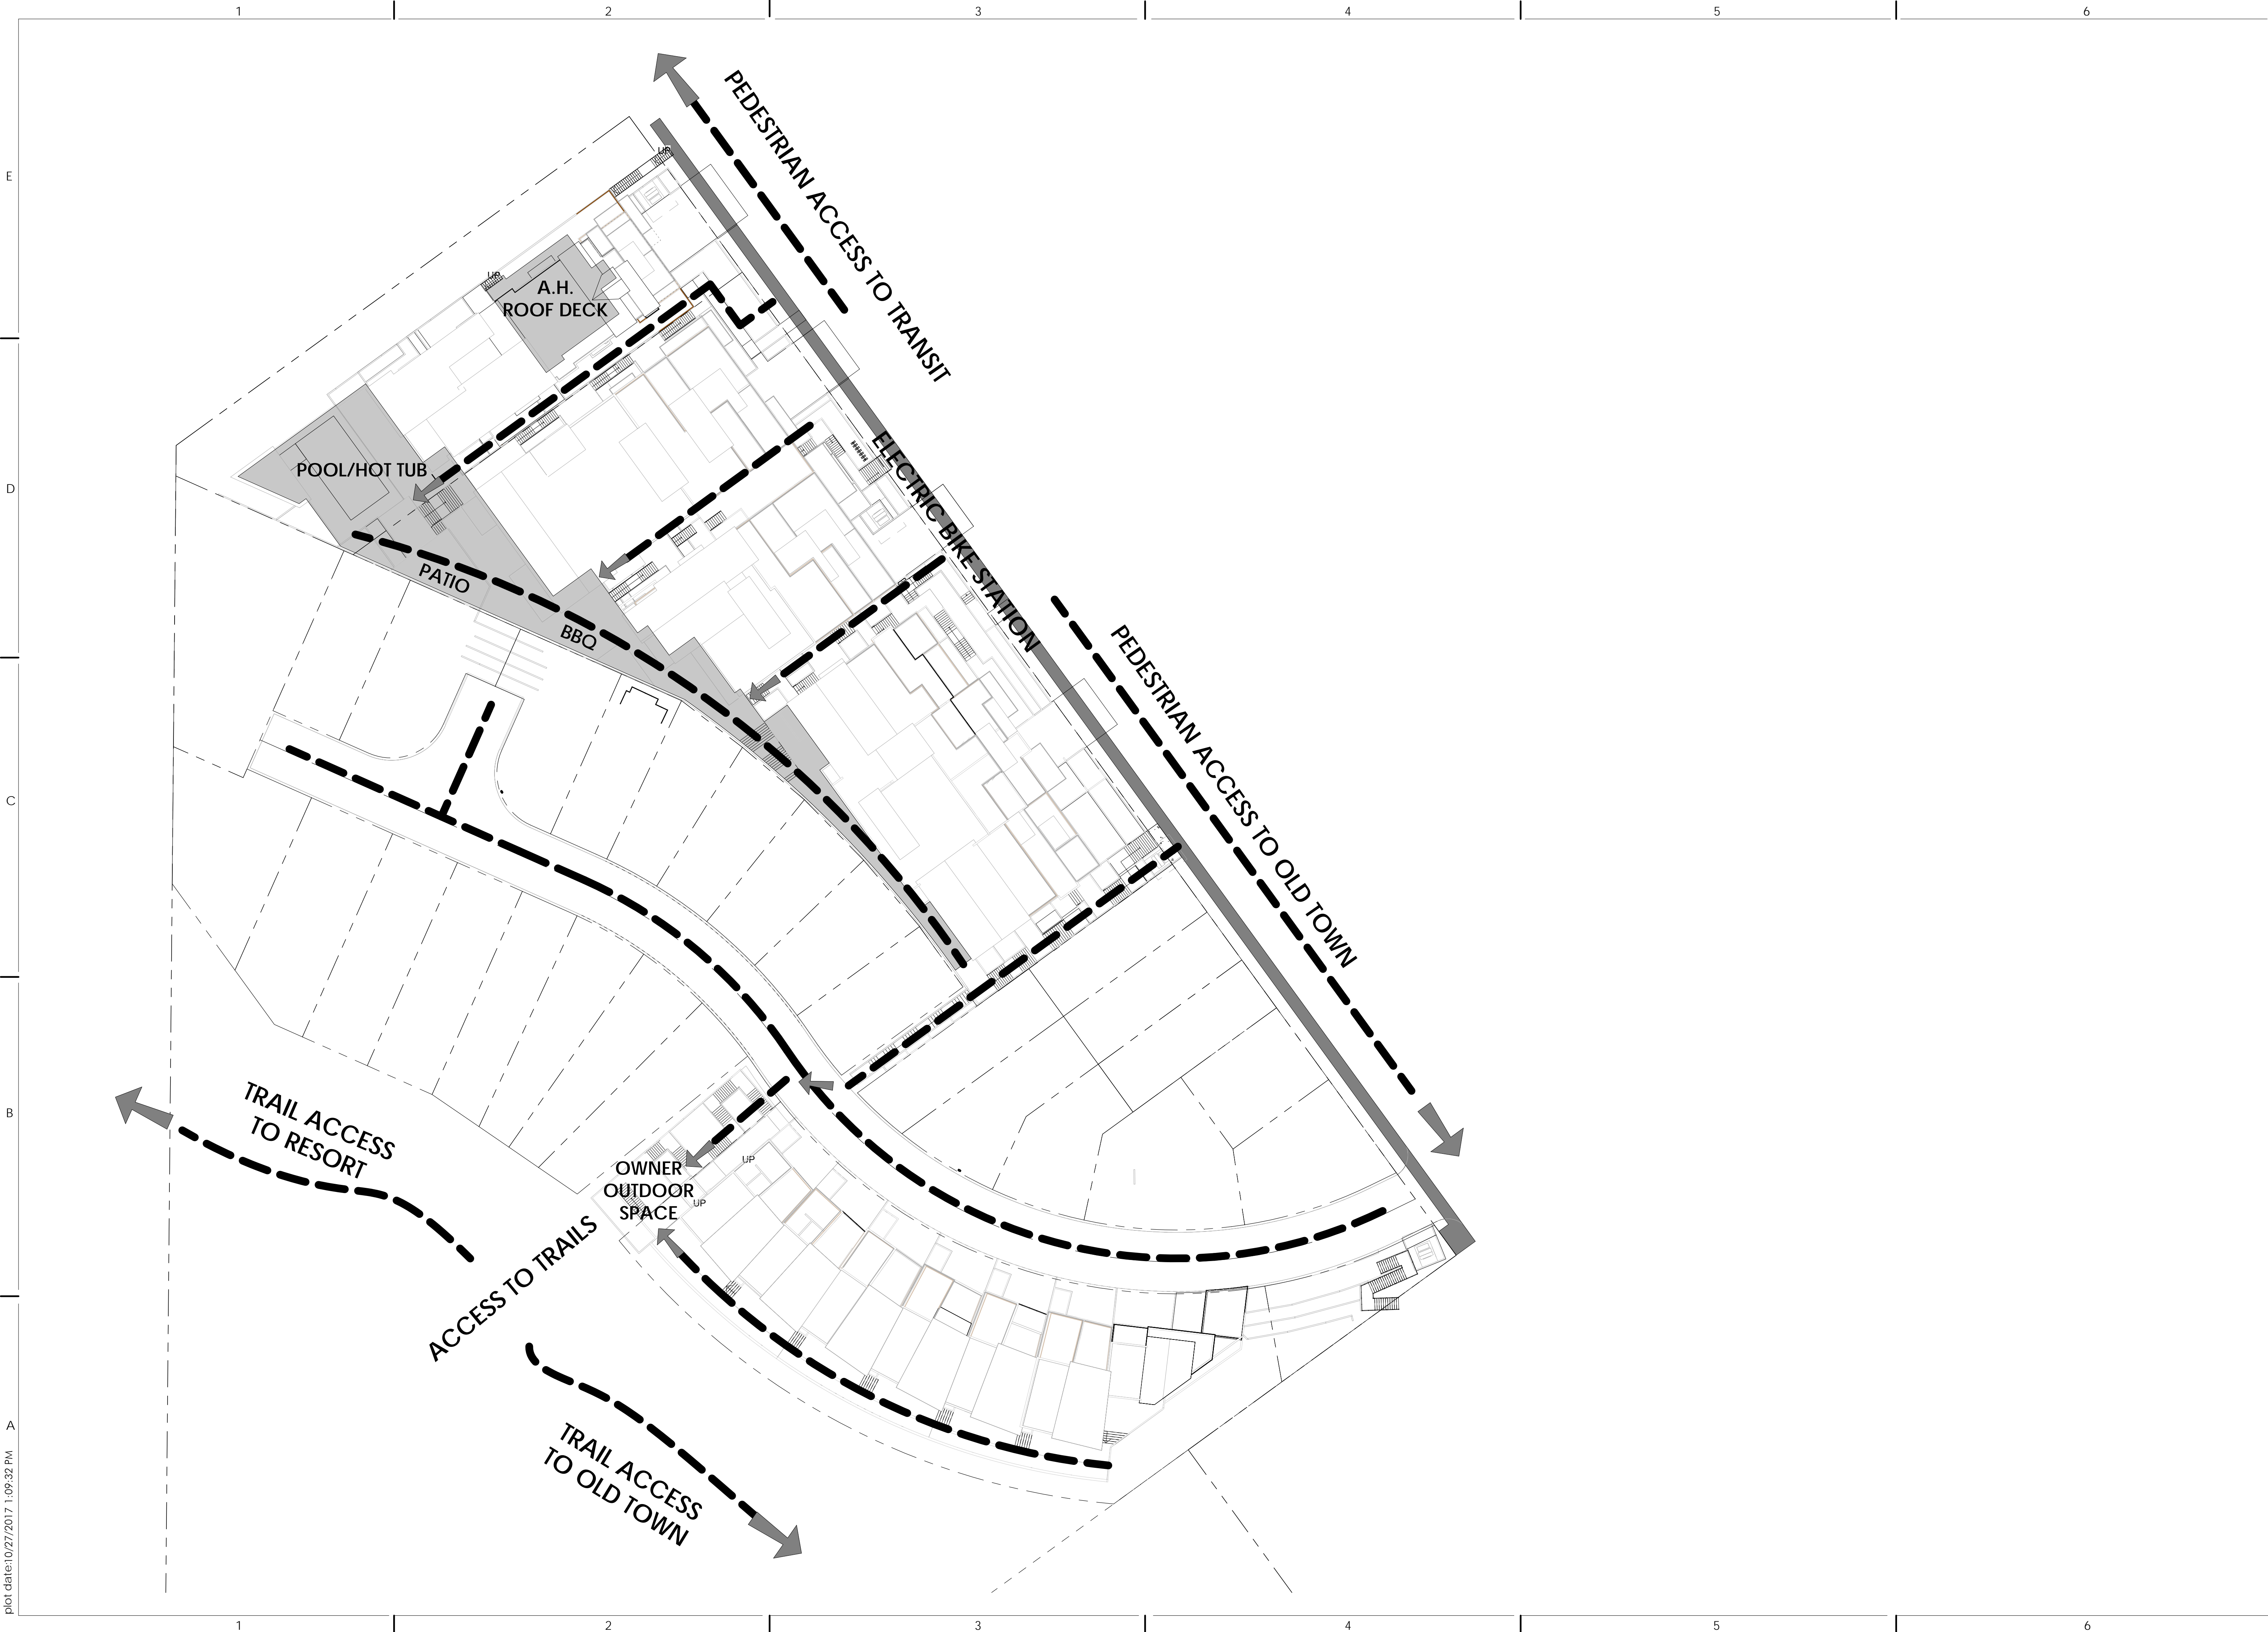 1 2 3 4 5 6
E
D
C
B
A
PEDESTRIAN ACCESS TO TRANSIT
UP
UP
A.H.
ROOF DECK
POOL/HOT TUB
ELECTRIC BIKE STATION
PATIO
BBQ
PEDESTRIAN ACCESS TO OLD TOWN
TRAIL ACCESS
TO RESORT
OWNER
OUTDOOR
SPACE
UP
UP
ACCESS TO TRAILS
TRAIL ACCESS
TO OLD TOWN
plot date:10/27/2017 1:09:32 PM
1 2 3 4 5 6